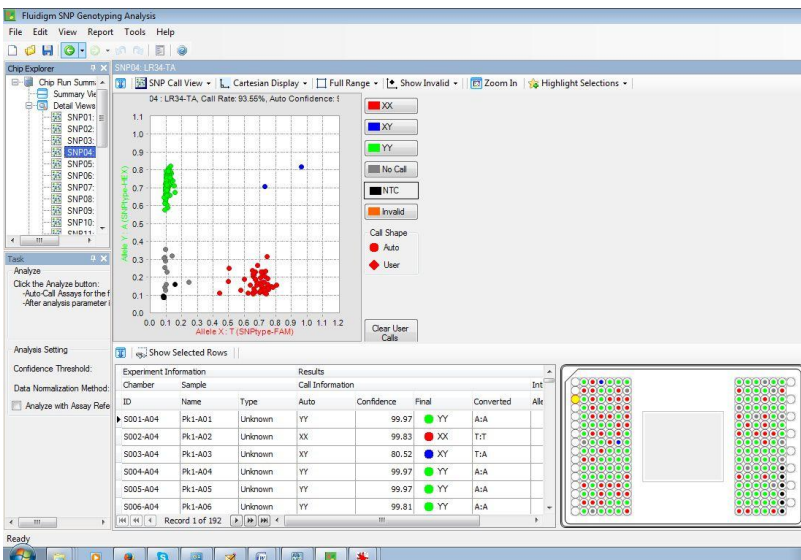 Fluidigm SNP Genotyping Analysis
File Edit View Report Tools Help
Chip Explorer
SNP04: LR34-TA
Chip Run Summ
Summary Vie
Detail Views
SNP01:
SNP02:
SNP03:
SNP04:
SNP05:
SNP06:
SNP07:
SNP08:
SNP09:
SNP10:
SNP11:
SNP Call View Cartesian Display Full Range Show Invalid Zoom In Highlight Selections
04 : LR34-TA, Call Rate: 93.55%, Auto Confidence:
1.1
1.0
0.9
0.8
0.7
0.6
0.5
0.4
0.3
0.2
0.1
0.0
Allele Y : A (SNPtype-HEX)
0.0 0.1 0.2 0.3 0.4 0.5 0.6 0.7 0.8 0.9 1.0 1.1 1.2
Allele X : T (SNPtype-FAM)
XX
XY
YY
No Call
NTC
Invalid
Call Shape
Auto
User
Clear User
Calls
Task
Analyze
Click the Analyze button:
-Auto-Call Assays for the f
-After analysis parameter i
Analysis Setting
Confidence Threshold:
Data Normalization Method:
Analyze with Assay Refe
Show Selected Rows
Experiment Information Results
Chamber Sample Call Information Int
ID Name Type Auto Confidence Final Converted Alle
S001-A04 Pk1-A01 Unknown YY 99.97 YY A:A
S002-A04 Pk1-A02 Unknown XX 99.83 XX T:T
S003-A04 Pk1-A03 Unknown XY 80.52 XY T:A
S004-A04 Pk1-A04 Unknown YY 99.97 YY A:A
S005-A04 Pk1-A05 Unknown YY 99.97 YY A:A
S006-A04 Pk1-A06 Unknown YY 99.81 YY A:A
Record 1 of 192
Ready